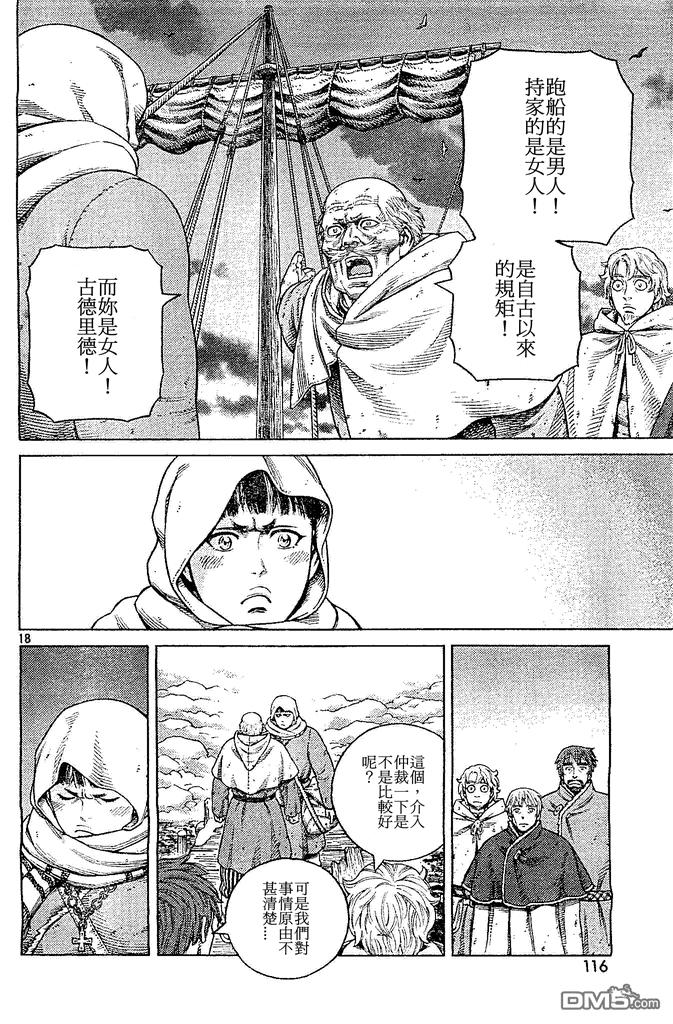 跑船的是男人！
持家的是女人！
是自古以來
的規矩！
而妳是女人！
古德里德！
18
這個，介入
仲裁一下是
不是比較好
呢？
可是我們對
事情原由不
甚清楚……
116
DM5.com